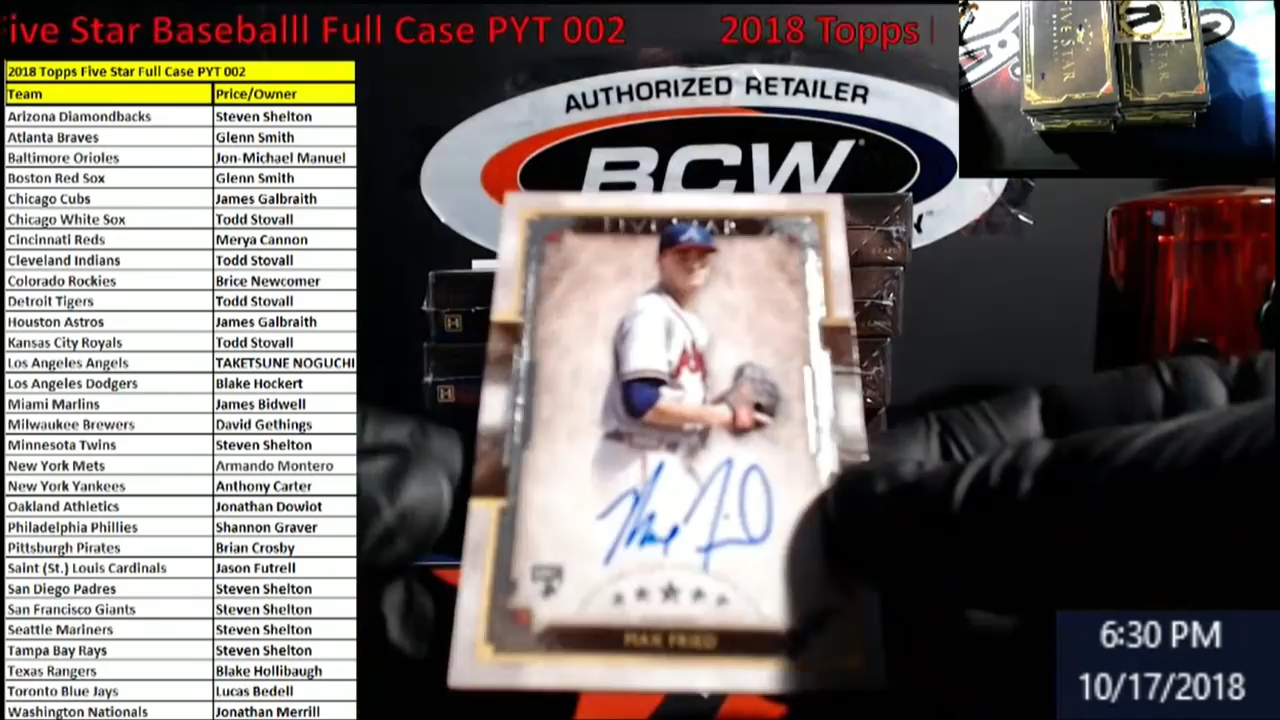 ive Star Baseballl Full Case PYT 002 2018 Topps
2018 Topps Five Star Full Case PYT 002
Team Price/Owner
Arizona Diamondbacks Steven Shelton
Atlanta Braves Glenn Smith
Baltimore Orioles Jon-Michael Manuel
Boston Red Sox Glenn Smith
Chicago Cubs James Galbraith
Chicago White Sox Todd Stovall
Cincinnati Reds Merya Cannon
Cleveland Indians Todd Stovall
Colorado Rockies Brice Newcomer
Detroit Tigers Todd Stovall
Houston Astros James Galbraith
Kansas City Royals Todd Stovall
Los Angeles Angels TAKETSUNE NOGUCHI
Los Angeles Dodgers Blake Hockert
Miami Marlins James Bidwell
Milwaukee Brewers David Gethings
Minnesota Twins Steven Shelton
New York Mets Armando Montero
New York Yankees Anthony Carter
Oakland Athletics Jonathan Dowiot
Philadelphia Phillies Shannon Graver
Pittsburgh Pirates Brian Crosby
Saint (St.) Louis Cardinals Jason Futrell
San Diego Padres Steven Shelton
San Francisco Giants Steven Shelton
Seattle Mariners Steven Shelton
Tampa Bay Rays Steven Shelton
Texas Rangers Blake Hollibaugh
Toronto Blue Jays Lucas Bedell
Washington Nationals Jonathan Merrill
AUTHORIZED RETAILER
BCW
FIVE STAR
Max Fried
MAX FRIED
FIVE STAR
6:30 PM
10/17/2018